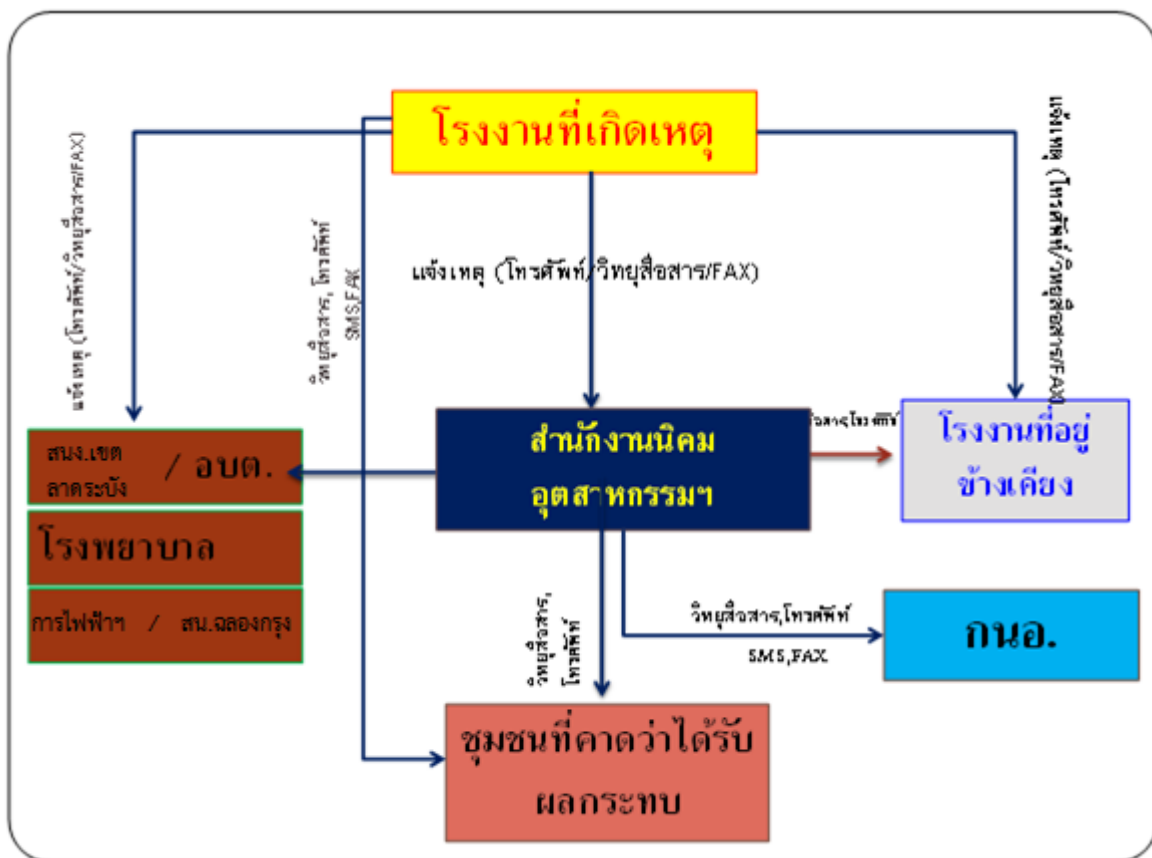 โรงงานที่เกิดเหตุ
แจ้งเหตุ (โทรศัพท์/วิทยุสื่อสาร/FAX)
วิทยุสื่อสาร, โทรศัพท์
SMS,FAX
แจ้งเหตุ (โทรศัพท์/วิทยุสื่อสาร/FAX)
แจ้งเหตุ (โทรศัพท์/วิทยุสื่อสาร/FAX)
สนง.เขต
ลาดระบัง
/ อบต.
โรงพยาบาล
การไฟฟ้าฯ / สน.ฉลองกรุง
สำนักงานนิคม
อุตสาหกรรมฯ
โรงงานที่อยู่
ข้างเคียง
วิทยุสื่อสาร,
โทรศัพท์
วิทยุสื่อสาร,โทรศัพท์
SMS,FAX
กนอ.
ชุมชนที่คาดว่าได้รับ
ผลกระทบ